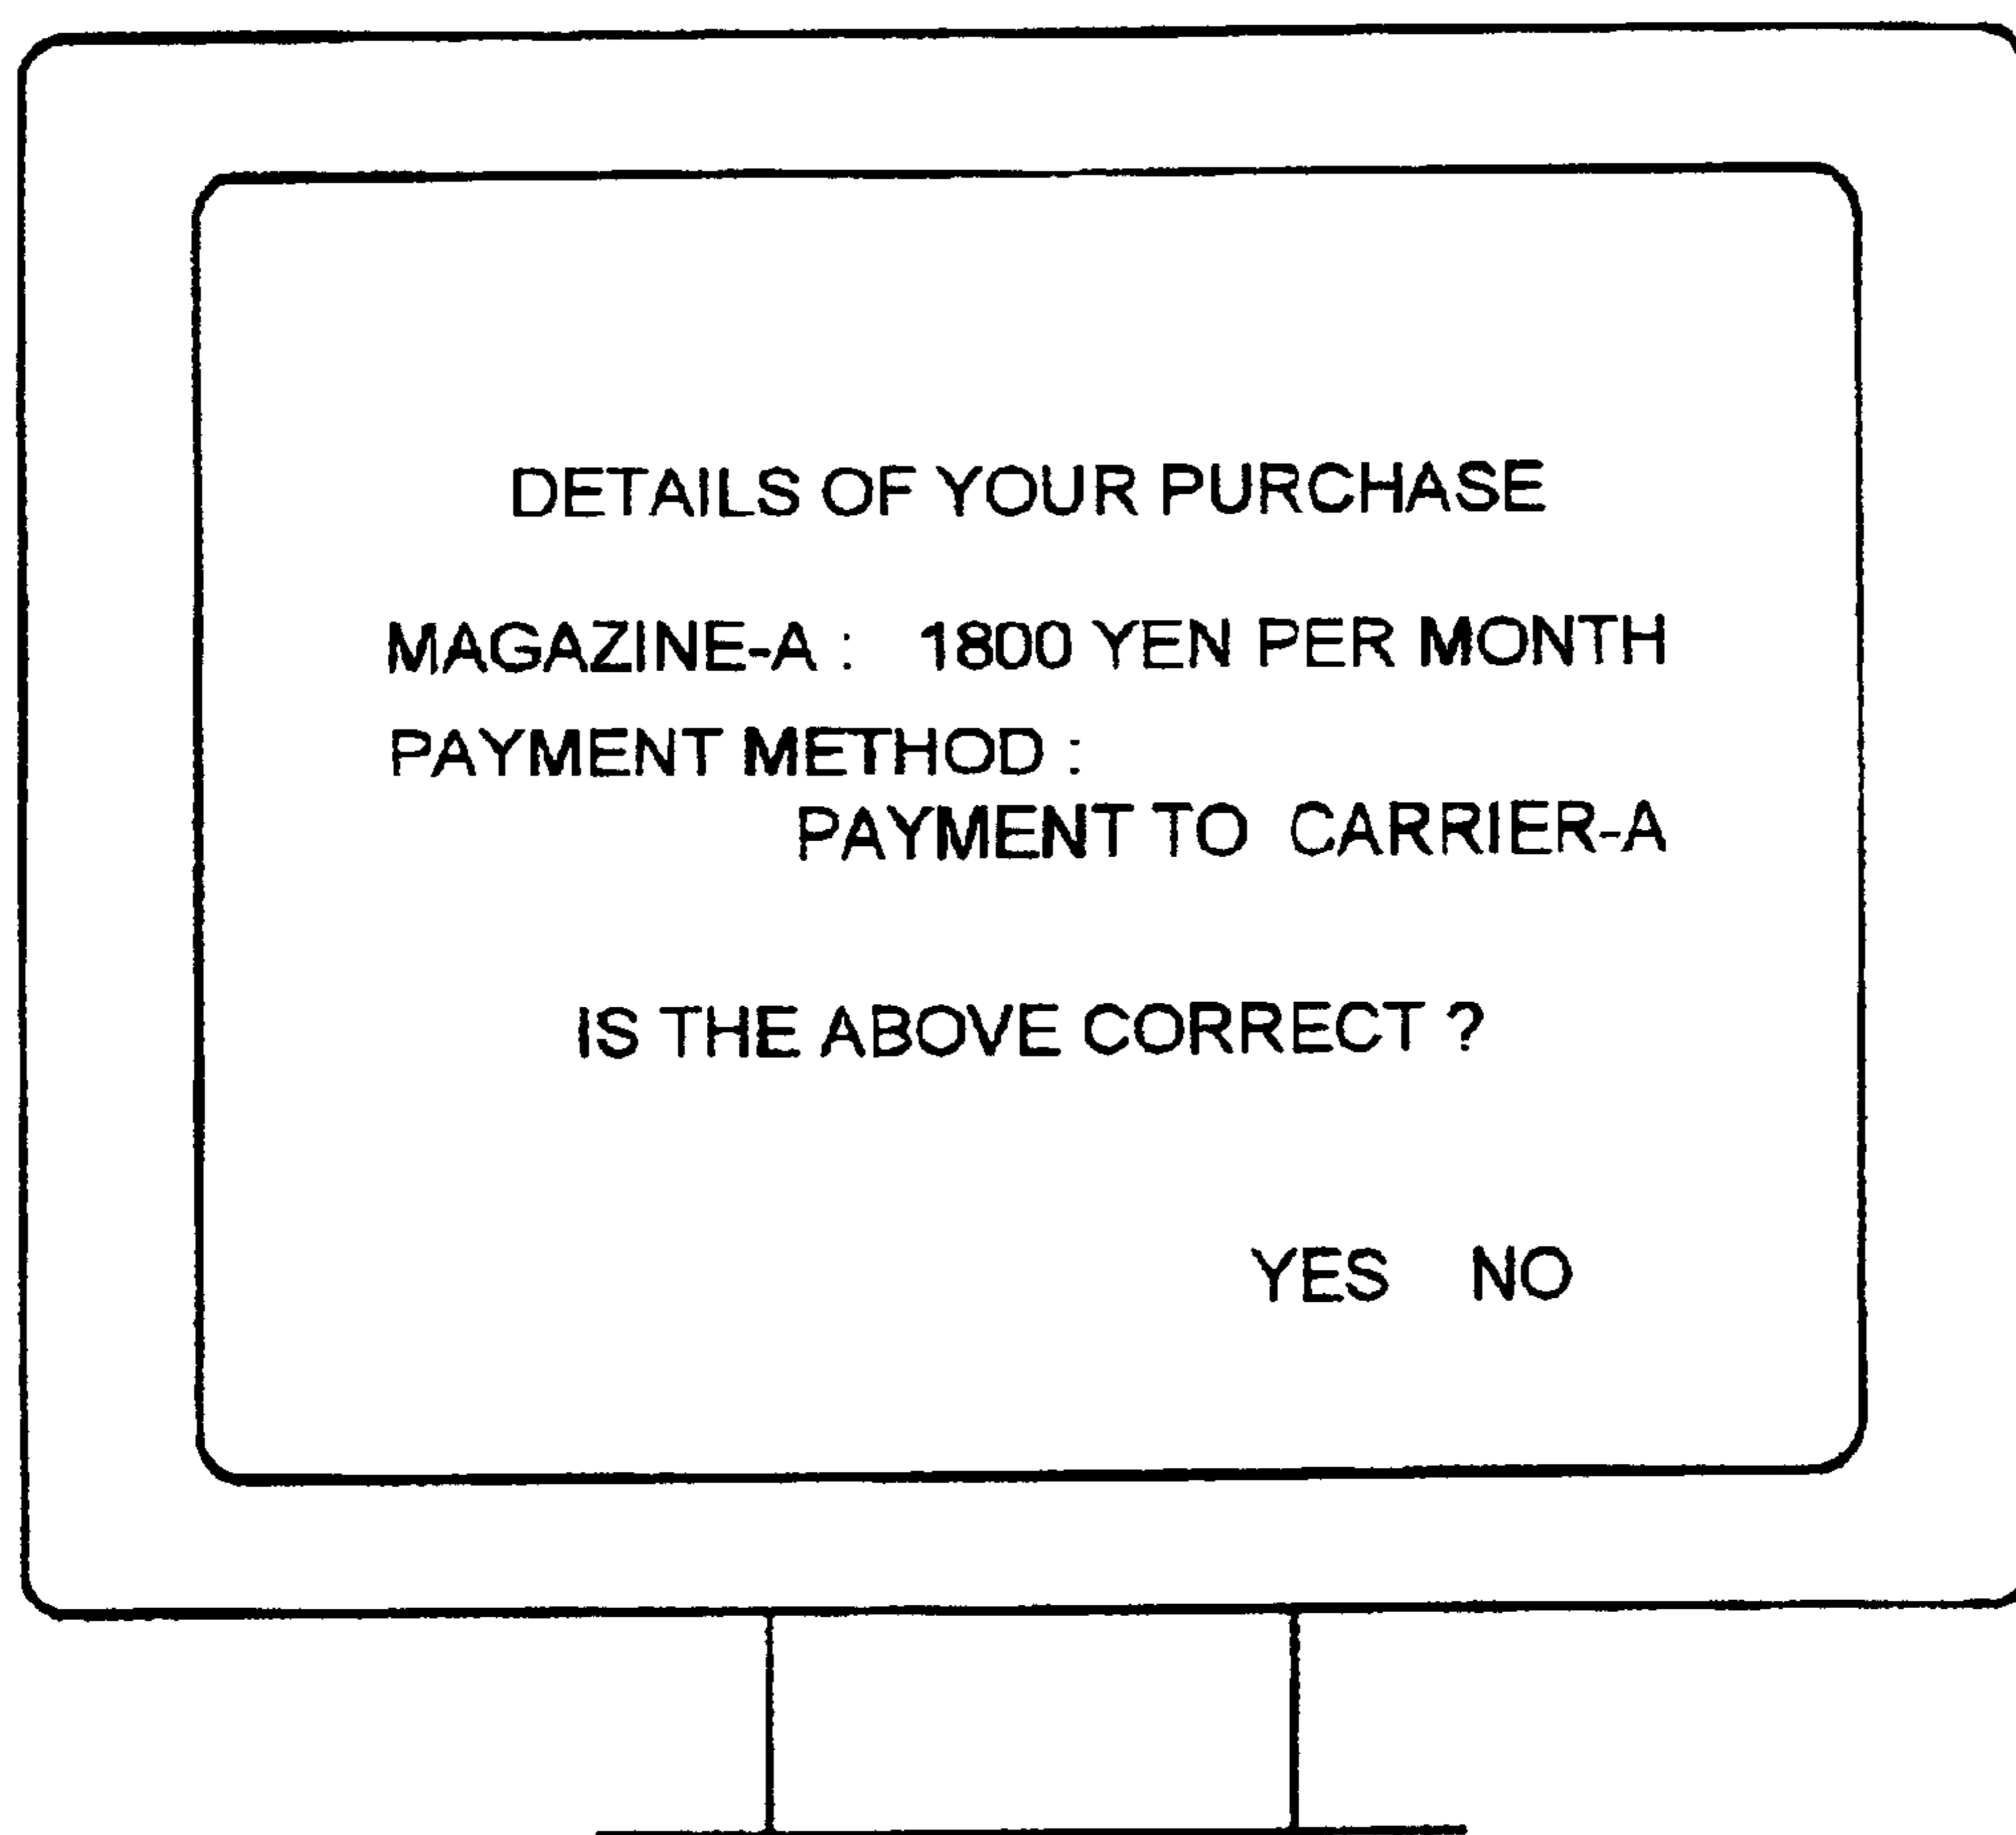 DETAILS OF YOUR PURCHASE
MAGAZINE-A : 1800 YEN PER MONTH
PAYMENT METHOD :
PAYMENT TO CARRIER-A
IS THE ABOVE CORRECT ?
YES NO